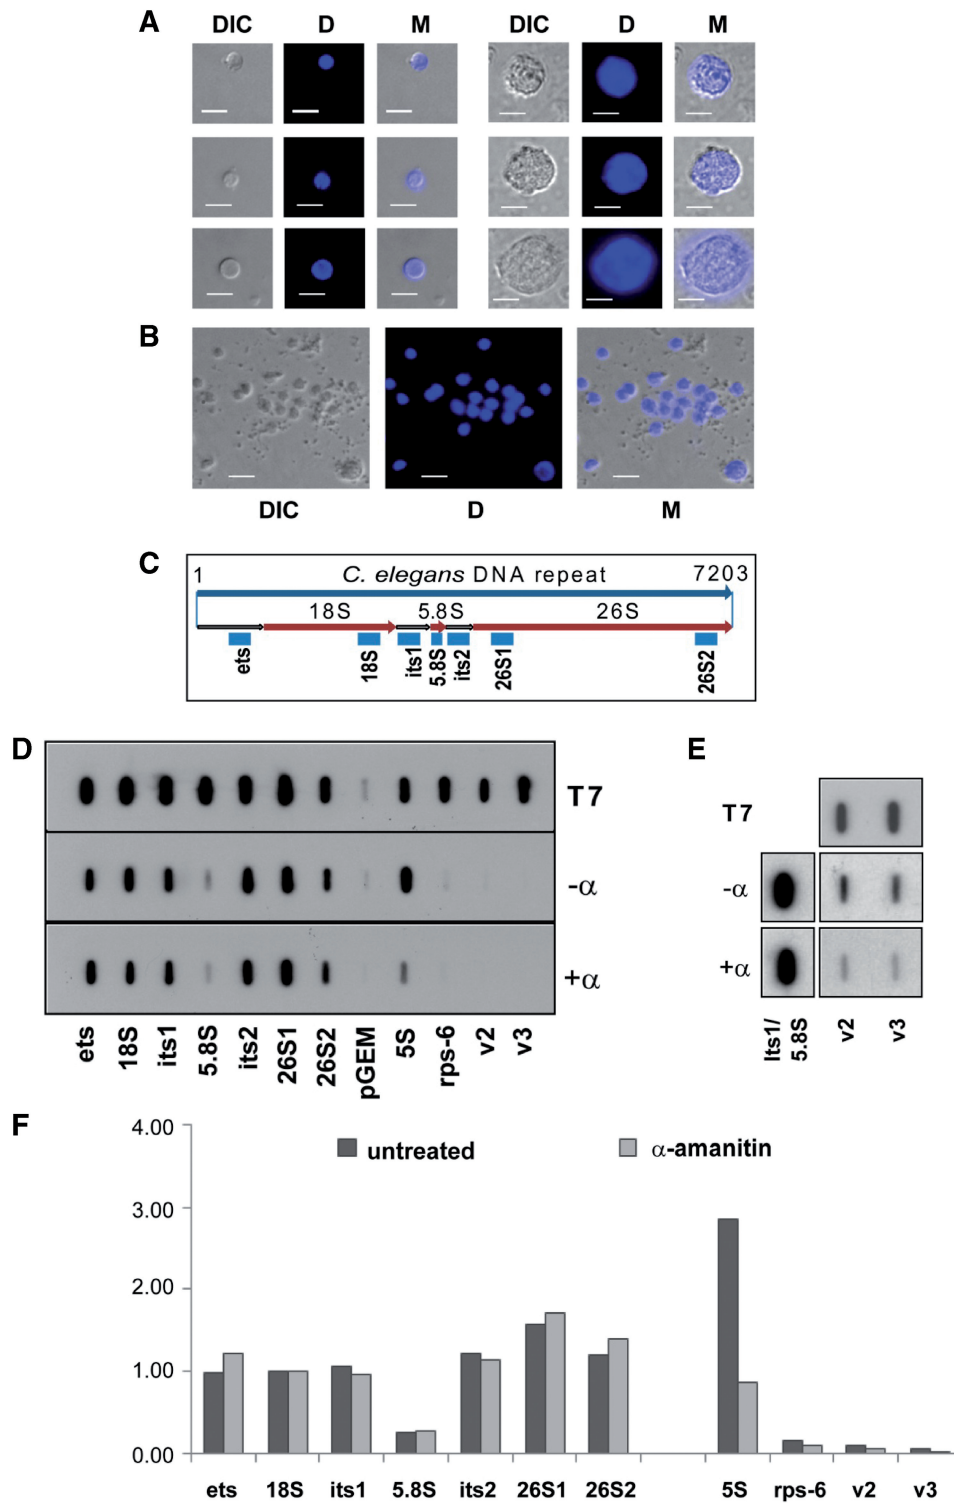 A
DIC D M DIC D M
B
DIC D M
C
1 C. elegans DNA repeat 7203
18S 5.8S 26S
ets 18S its1 5.8S its2 26S1 26S2
D
T7
-α
+α
ets 18S its1 5.8S its2 26S1 26S2 pGEM 5S rps-6 v2 v3
E
T7
-α
+α
Its1/
5.8S
v2 v3
F
untreated α-amanitin
4.00
3.00
2.00
1.00
0.00
ets 18S its1 5.8S its2 26S1 26S2 5S rps-6 v2 v3